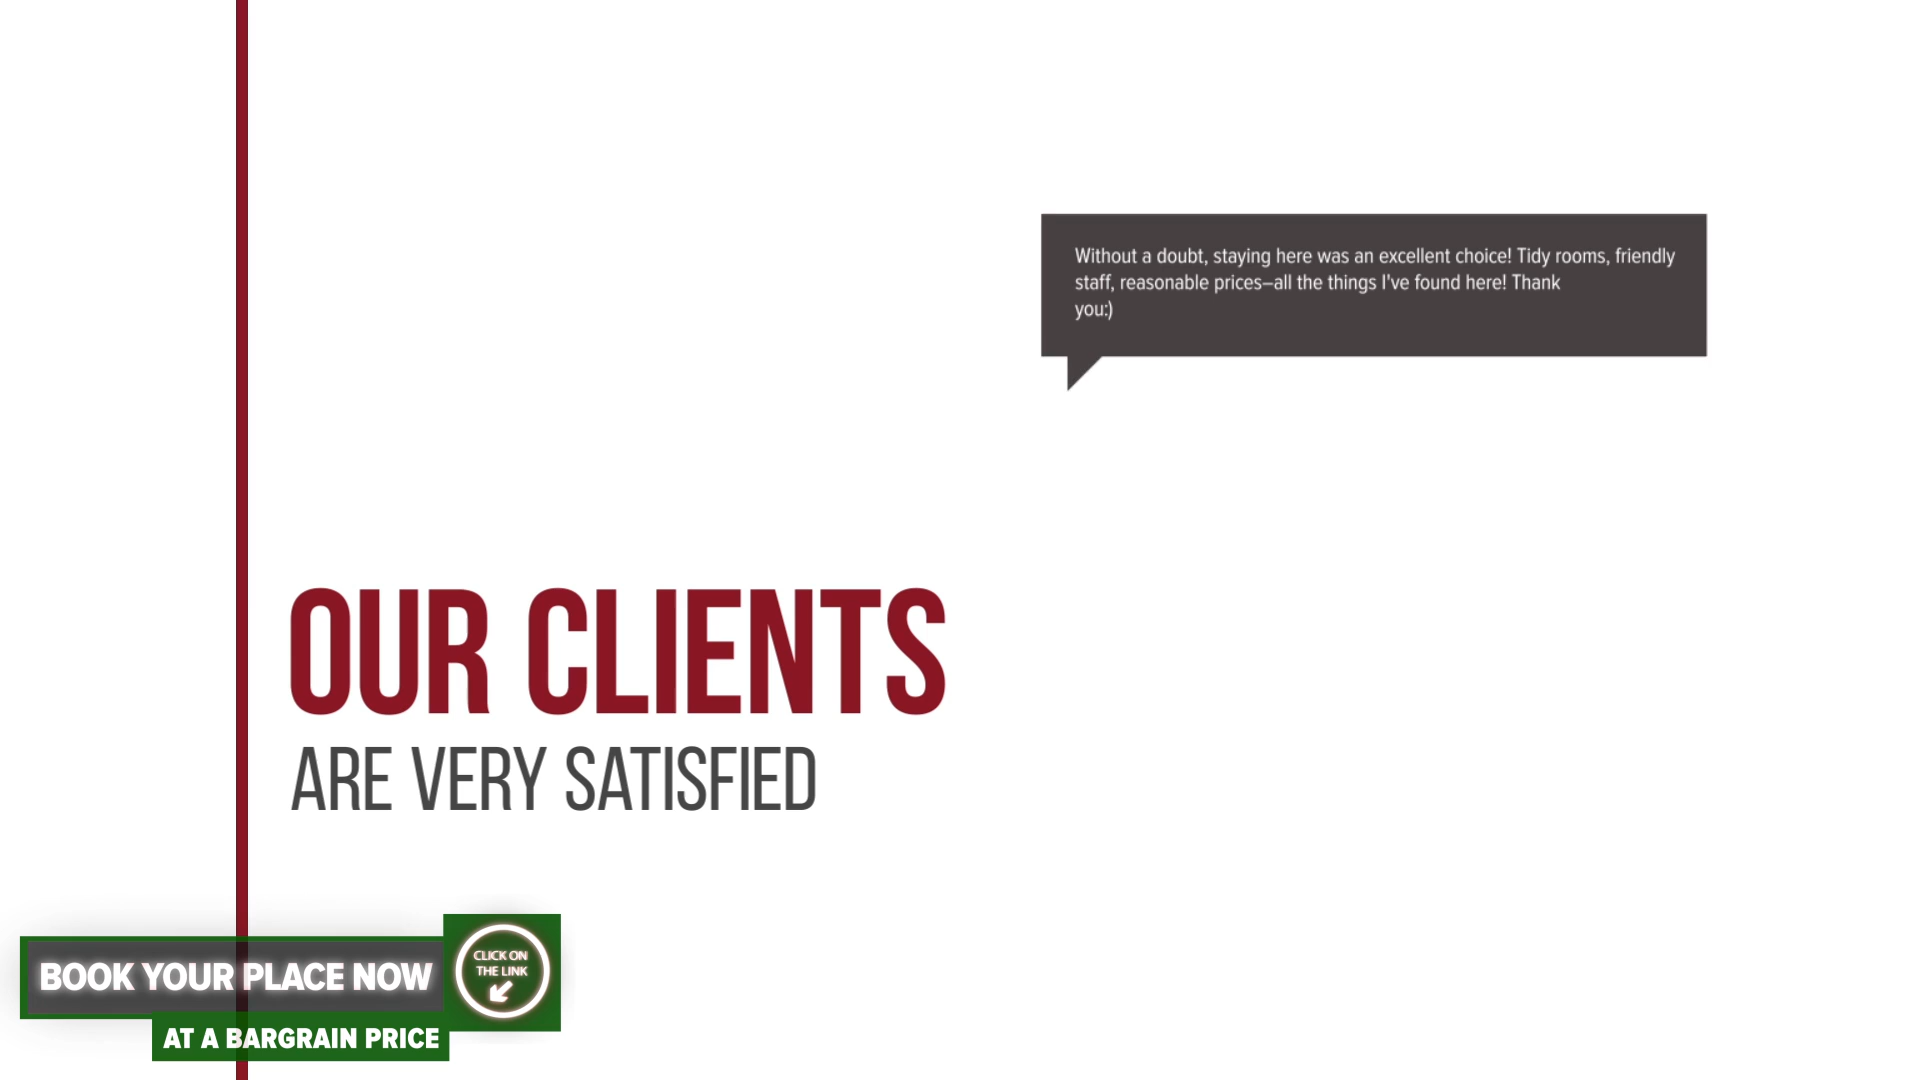 Without a doubt, staying here was an excellent choice! Tidy rooms, friendly
staff, reasonable prices–all the things I've found here! Thank
you:)
OUR CLIENTS
ARE VERY SATISFIED
BOOK YOUR PLACE NOW
CLICK ON
THE LINK
AT A BARGRAIN PRICE